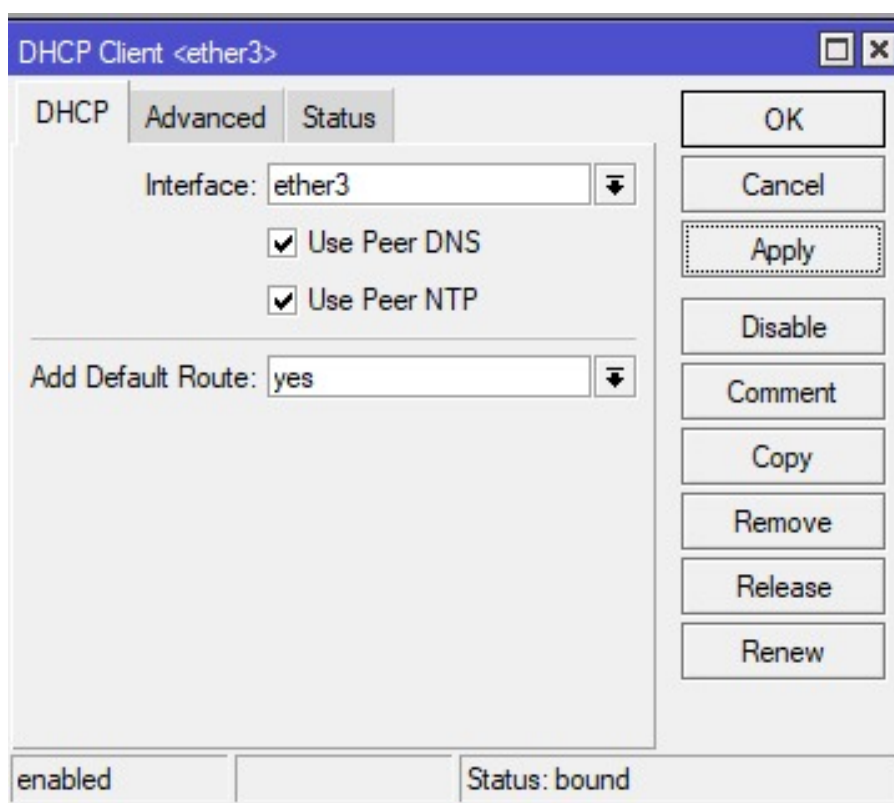 DHCP Client <ether3>
DHCP Advanced Status
Interface: ether3
Use Peer DNS
Use Peer NTP
Add Default Route: yes
OK
Cancel
Apply
Disable
Comment
Copy
Remove
Release
Renew
enabled Status: bound